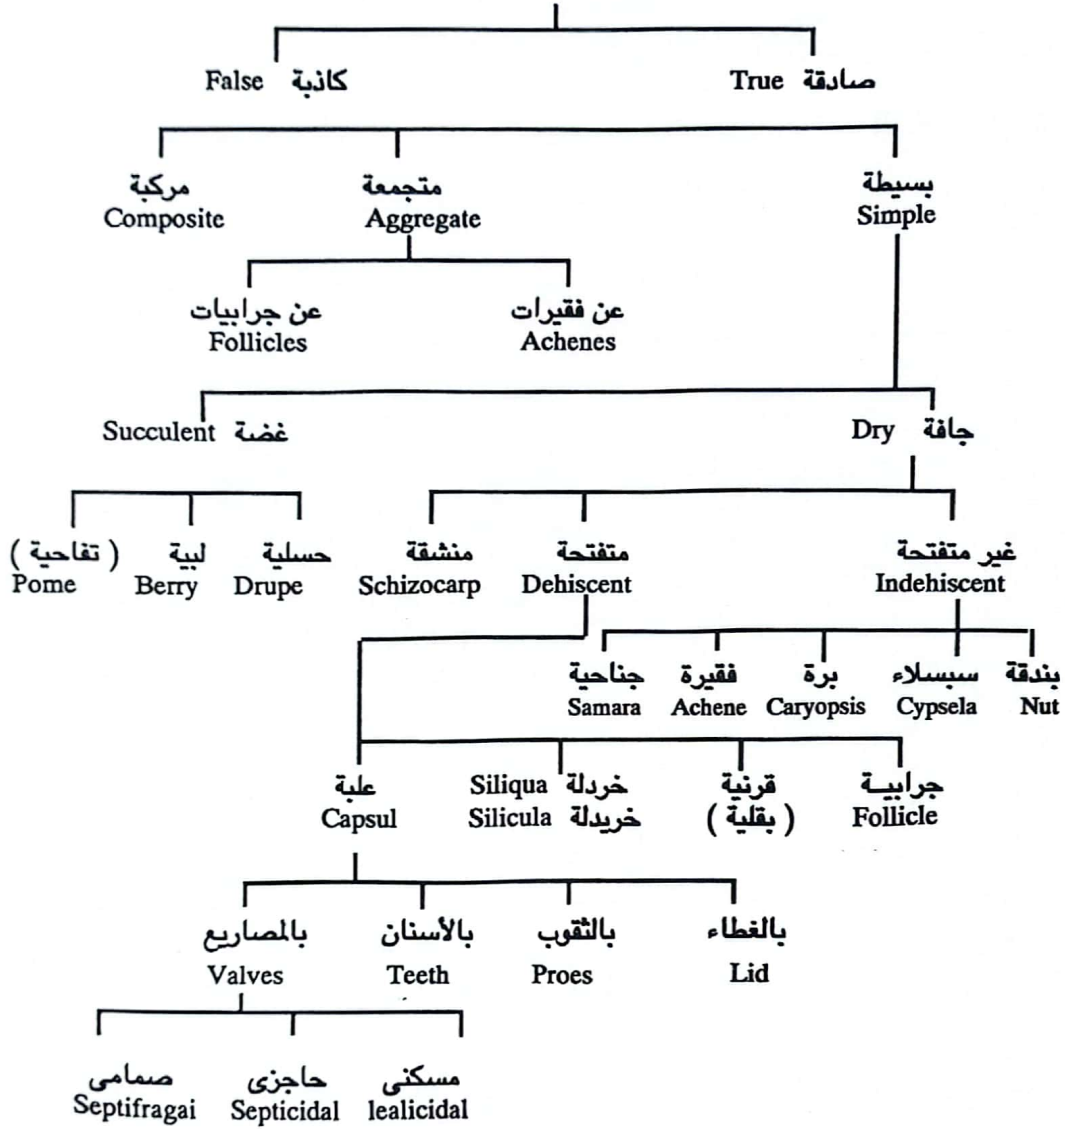 False كاذبة
True صادقة
مركبة
Composite
متجمعة
Aggregate
بسيطة
Simple
عن جرابيات
Follicles
عن فقيرات
Achenes
Succulent غضة
Dry جافة
( تفاحية )
Pome
لبية
Berry
حسلية
Drupe
منشقة
Schizocarp
متفتحة
Dehiscent
غير متفتحة
Indehiscent
جناحية
Samara
فقيرة
Achene
برة
Caryopsis
سبسلاء
Cypsela
بندقة
Nut
علبة
Capsul
Siliqua خردلة
Silicula خريدلة
قرنية
( بقلية )
جرابية
Follicle
بالمصاريع
Valves
بالأسنان
Teeth
بالثقوب
Proes
بالغطاء
Lid
صمامى
Septifragai
حاجزى
Septicidal
مسكنى
lealicidal